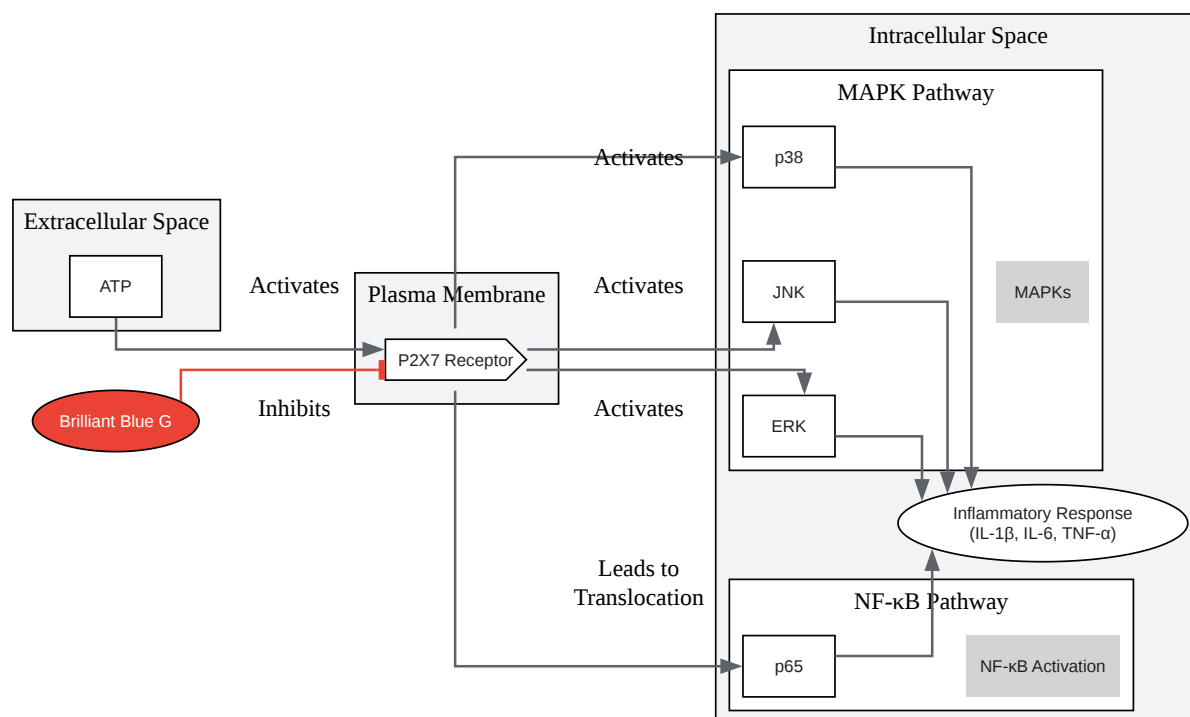 Intracellular Space
MAPK Pathway
Activates
p38
Extracellular Space
ATP
Activates
Plasma Membrane
Activates
JNK
MAPKs
P2X7 Receptor
Brilliant Blue G
Inhibits
Activates
ERK
Inflammatory Response
(IL-1β, IL-6, TNF-α)
Leads to
Translocation
NF-κB Pathway
p65
NF-κB Activation